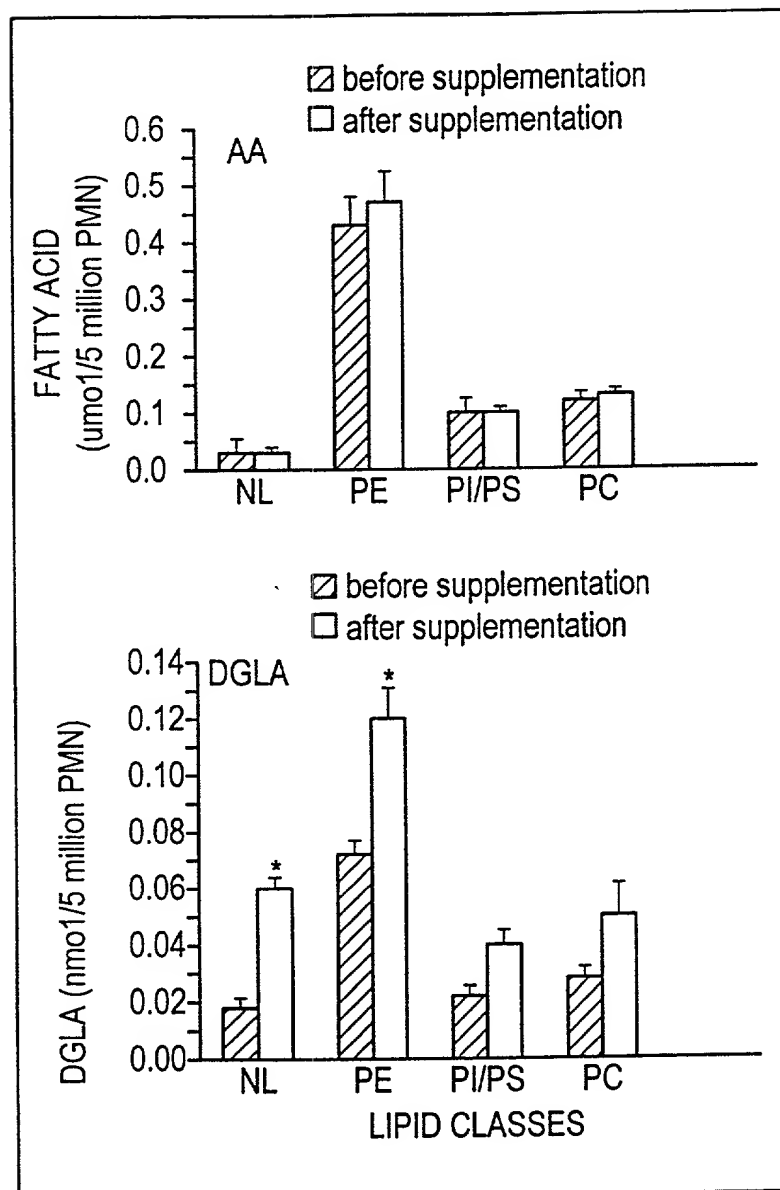 before supplementation
after supplementation
AA
FATTY ACID
(umo1/5 million PMN)
0.6
0.5
0.4
0.3
0.2
0.1
0.0
NL PE PI/PS PC
before supplementation
after supplementation
DGLA
DGLA (nmo1/5 million PMN)
0.14
0.12
0.10
0.08
0.06
0.04
0.02
0.00
*
*
NL PE PI/PS PC
LIPID CLASSES